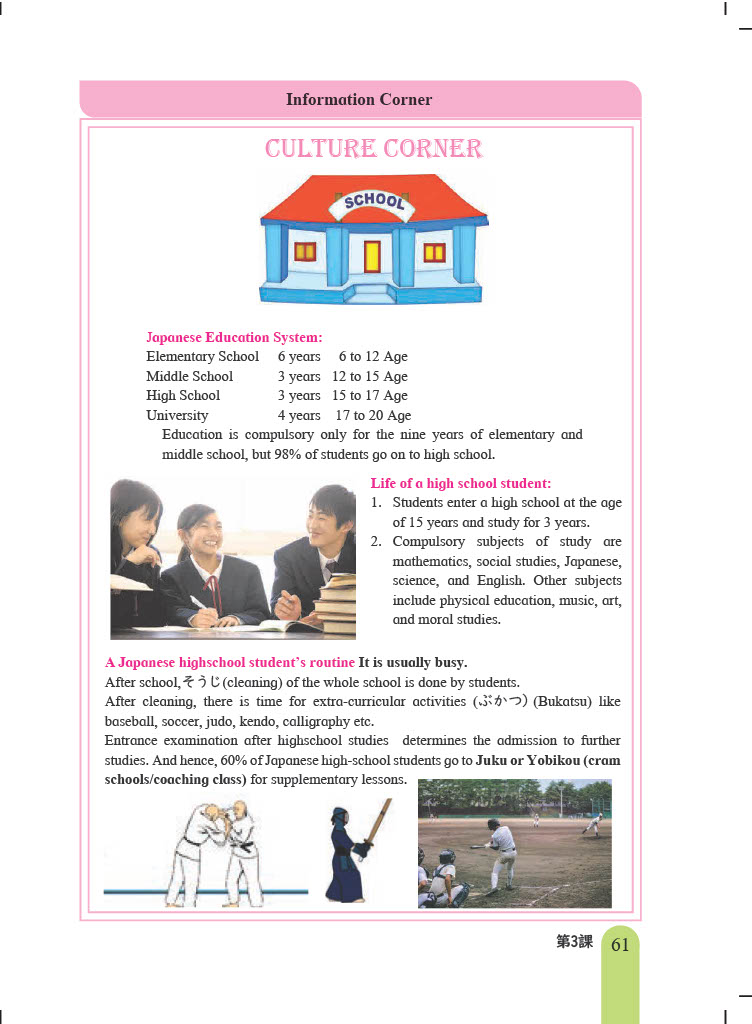 Information Corner
CULTURE CORNER
SCHOOL
Japanese Education System:
Elementary School 6 years 6 to 12 Age
Middle School 3 years 12 to 15 Age
High School 3 years 15 to 17 Age
University 4 years 17 to 20 Age
Education is compulsory only for the nine years of elementary and
middle school, but 98% of students go on to high school.
Life of a high school student:
1. Students enter a high school at the age
of 15 years and study for 3 years.
2. Compulsory subjects of study are
mathematics, social studies, Japanese,
science, and English. Other subjects
include physical education, music, art,
and moral studies.
A Japanese highschool student's routine It is usually busy.
After school,そうじ(cleaning) of the whole school is done by students.
After cleaning, there is time for extra-curricular activities (ぶかつ) (Bukatsu) like
baseball, soccer, judo, kendo, calligraphy etc.
Entrance examination after highschool studies determines the admission to further
studies. And hence, 60% of Japanese high-school students go to Juku or Yobikou (cram
schools/coaching class) for supplementary lessons.
第3課 61